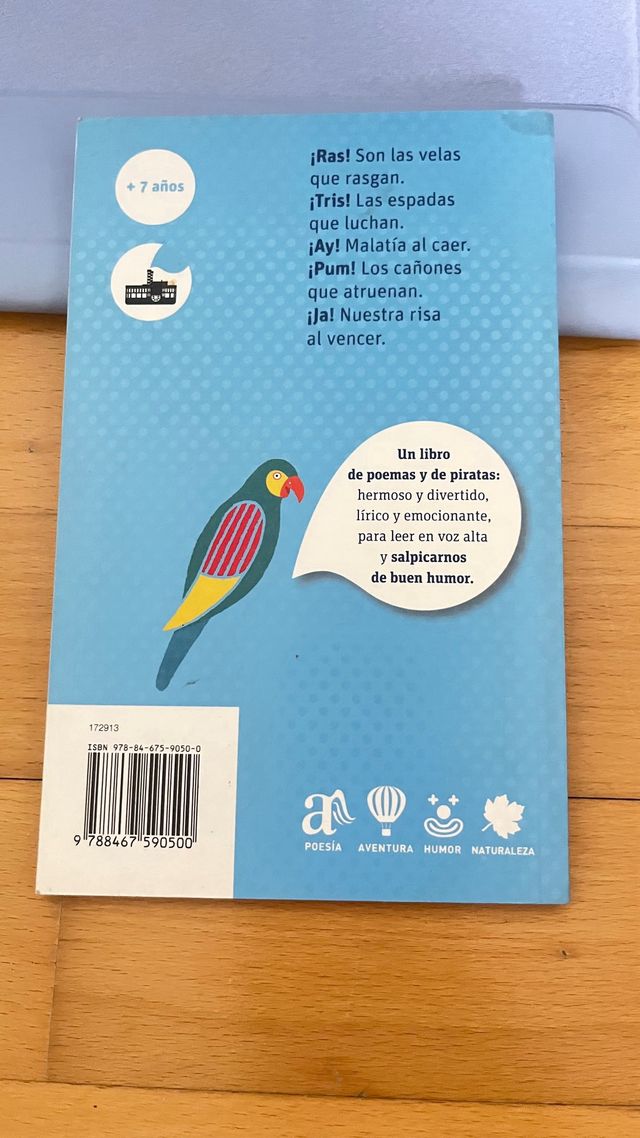 + 7 años
¡Ras! Son las velas
que rasgan.
¡Tris! Las espadas
que luchan.
¡Ay! Malatía al caer.
¡Pum! Los cañones
que atruenan.
¡Ja! Nuestra risa
al vencer.
Un libro
de poemas y de piratas:
hermoso y divertido,
lírico y emocionante,
para leer en voz alta
y salpicarnos
de buen humor.
172913
ISBN 978-84-675-9050-0
9 788467 590500
POESÍA AVENTURA HUMOR NATURALEZA